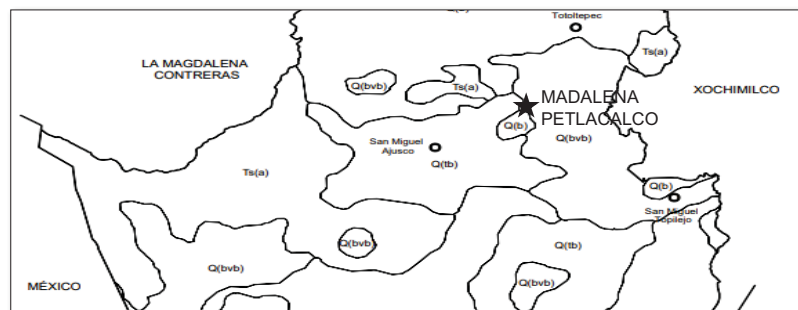 Totoltepec
LA MAGDALENA
CONTRERAS
Ts(a)
Q(bvb)
Ts(a)
XOCHIMILCO
MADALENA
PETLACALCO
Q(b)
Q(bvb)
San Miguel
Ajusco
Q(tb)
Ts(a)
Q(b)
San Miguel
Topilejo
Q(bvb)
Q(tb)
Q(bvb)
Q(bvb)
MÉXICO